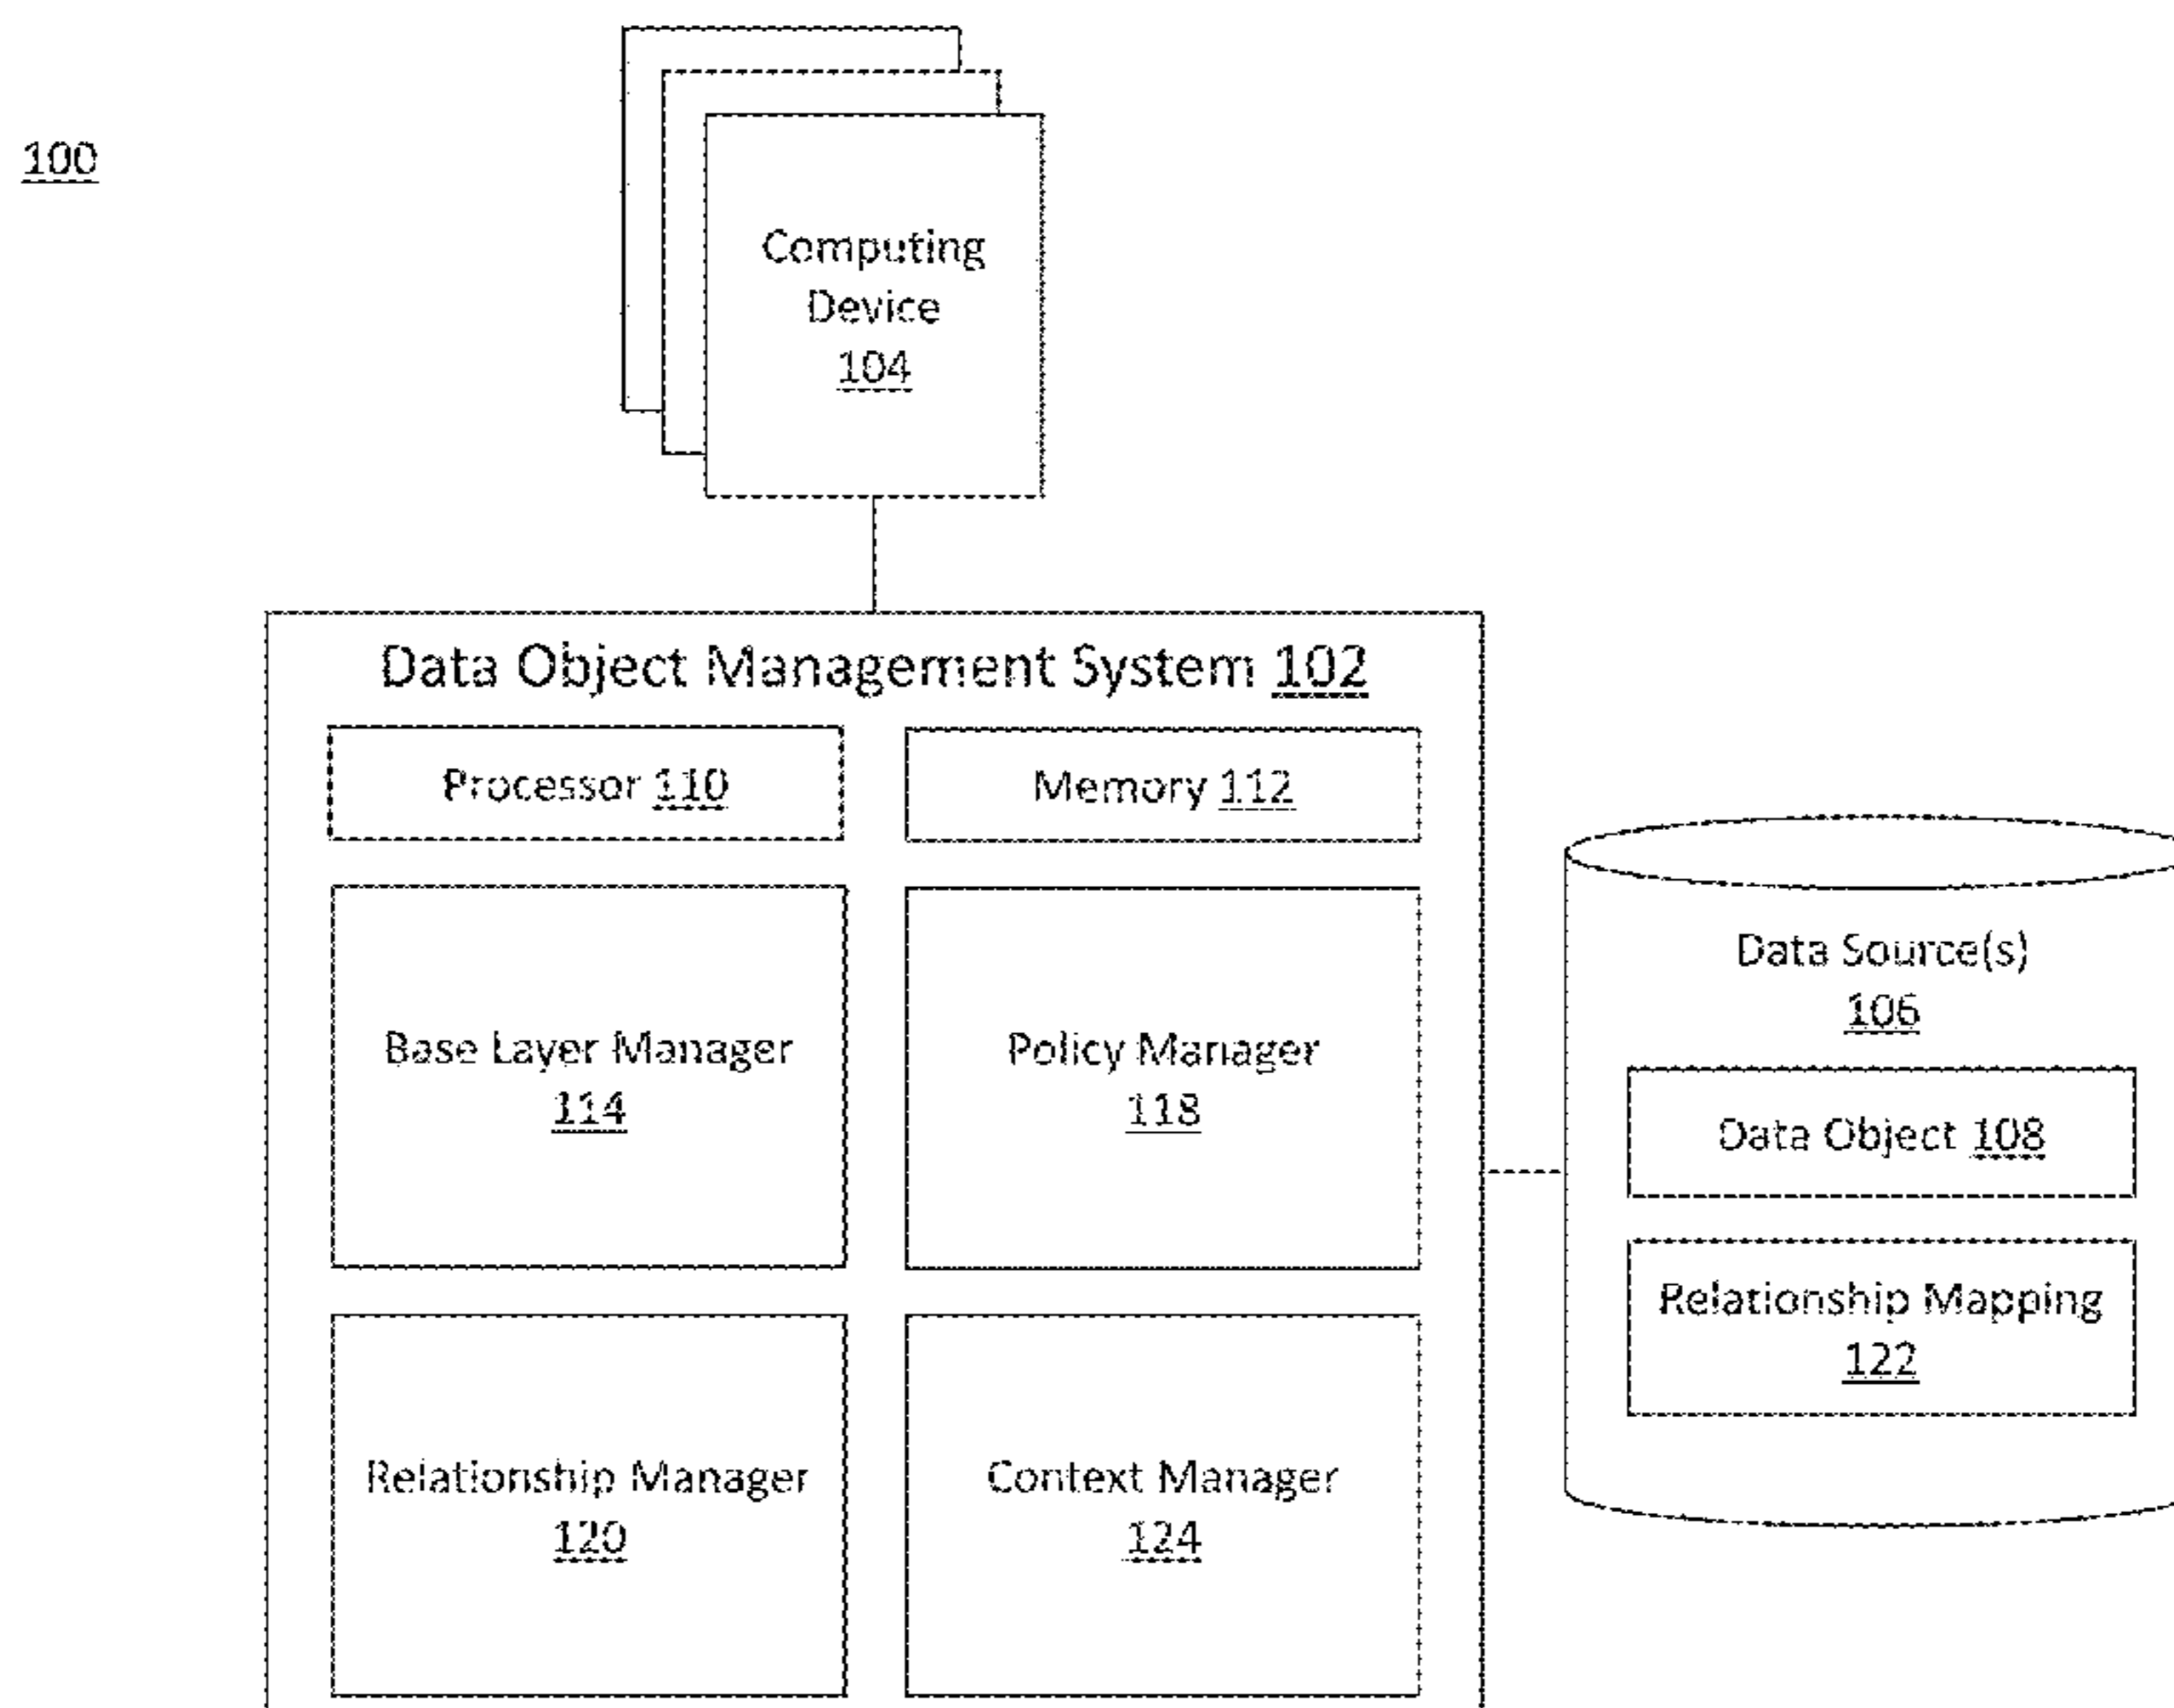 100
Computing
Device
104
Data Object Management System 102
Processor 110
Memory 112
Base Layer Manager
114
Policy Manager
118
Relationship Manager
120
Context Manager
124
Data Source(s)
106
Data Object 108
Relationship Mapping
122